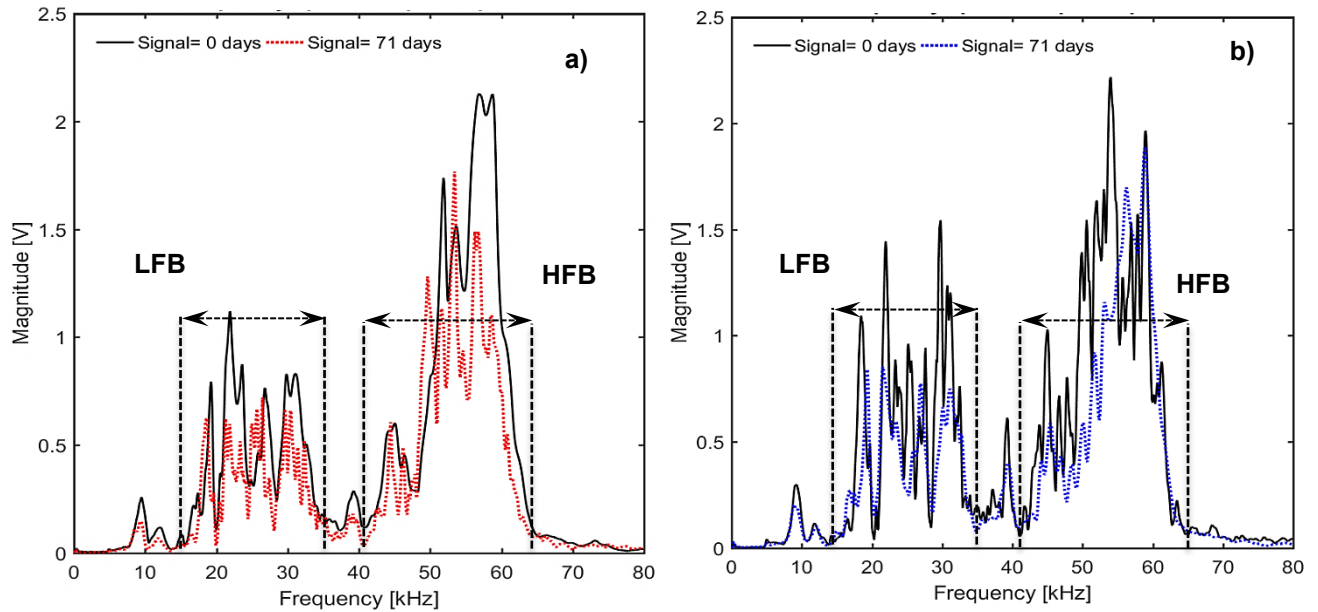 2.5
Signal= 0 days Signal= 71 days
a)
2
Magnitude [V]
1.5
LFB
HFB
1
0.5
0
0 10 20 30 40 50 60 70 80
Frequency [kHz]
2.5
Signal= 0 days Signal= 71 days
b)
2
Magnitude [V]
1.5
LFB
HFB
1
0.5
0
0 10 20 30 40 50 60 70 80
Frequency [kHz]